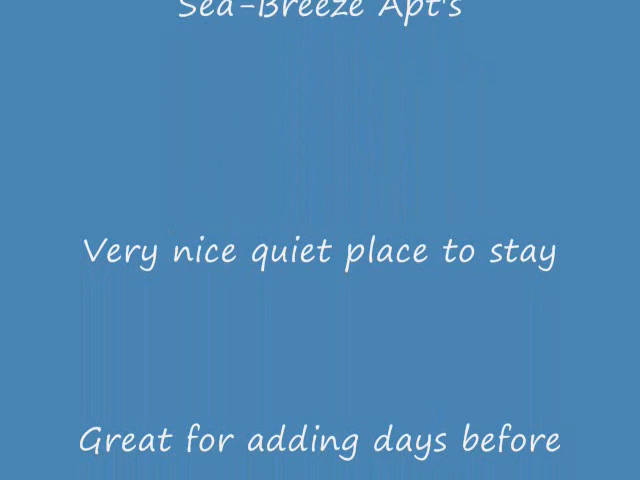 Sea-Breeze Apt's
Very nice quiet place to stay
Great for adding days before